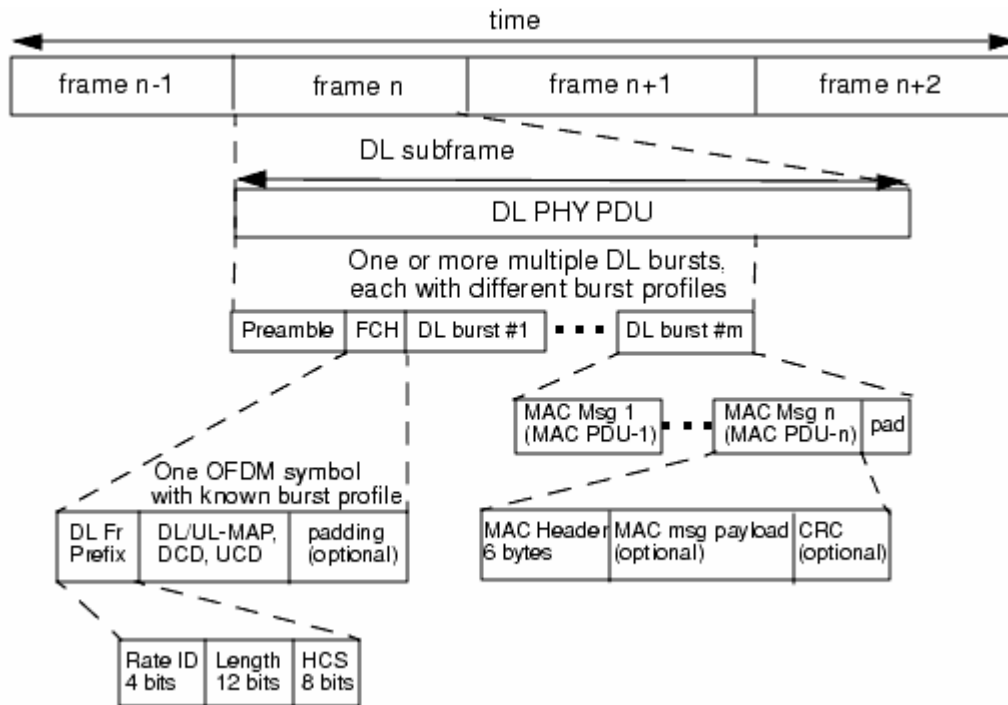 time
frame n-1
frame n
frame n+1
frame n+2
DL subframe
DL PHY PDU
One or more multiple DL bursts,
each with different burst profiles
Preamble
FCH
DL burst #1
DL burst #m
MAC Msg 1
(MAC PDU-1)
MAC Msg n
(MAC PDU-n)
pad
One OFDM symbol
with known burst profile
DL Fr
Prefix
DL/UL-MAP,
DCD, UCD
padding
(optional)
MAC Header
6 bytes
MAC msg payload
(optional)
CRC
(optional)
Rate ID
4 bits
Length
12 bits
HCS
8 bits